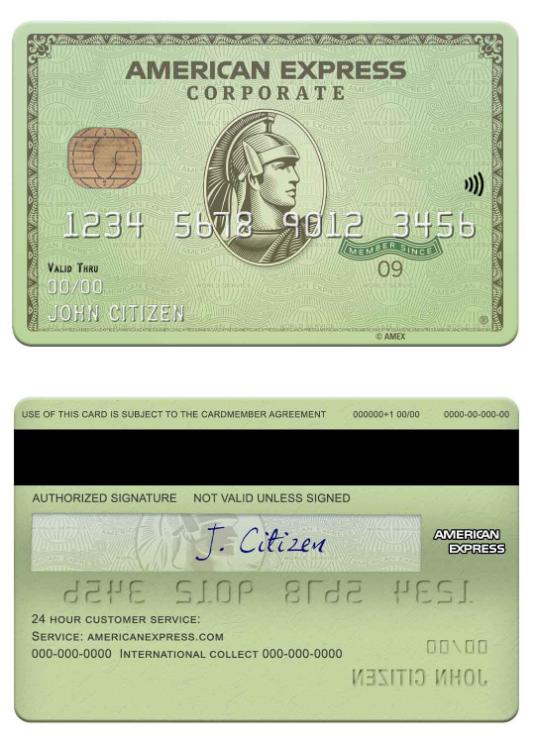 AMERICAN EXPRESS
CORPORATE
1234 5678 9012 3456
MEMBER SINCE
VALID THRU
09
00/00
JOHN CITIZEN
®
© AMEX
USE OF THIS CARD IS SUBJECT TO THE CARDMEMBER AGREEMENT 000000+1 00/00 0000-00-000-00
AUTHORIZED SIGNATURE NOT VALID UNLESS SIGNED
J. Citizen
AMERICAN
EXPRESS
1234 5678 9012 3456
24 HOUR CUSTOMER SERVICE:
SERVICE: AMERICANEXPRESS.COM
000-000-0000 INTERNATIONAL COLLECT 000-000-0000
00/00
JOHN CITIZEN